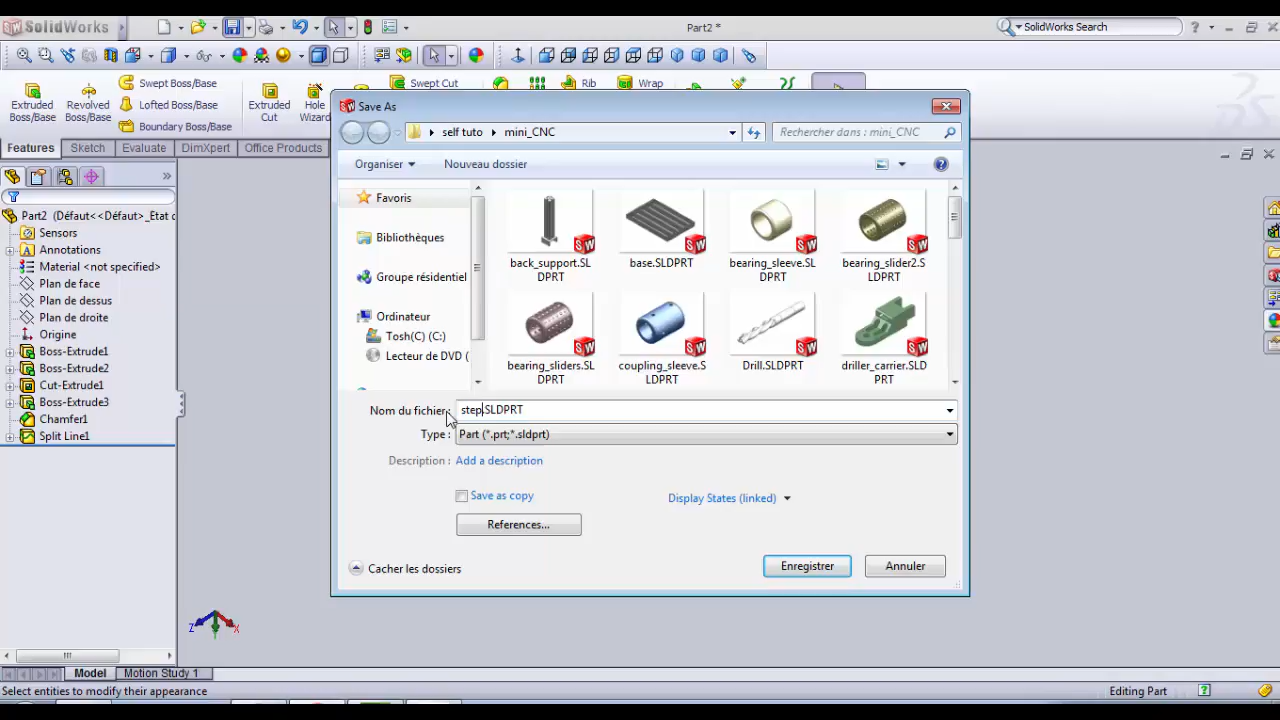 SolidWorks
Part2 *
SolidWorks Search
Extruded Boss/Base
Revolved Boss/Base
Swept Boss/Base
Lofted Boss/Base
Boundary Boss/Base
Extruded Cut
Hole Wizard
Swept Cut
Rib
Wrap
Features
Sketch
Evaluate
DimXpert
Office Products
Part2 (Défaut<<Défaut>_Etat
Sensors
Annotations
Material <not specified>
Plan de face
Plan de dessus
Plan de droite
Origine
Boss-Extrude1
Boss-Extrude2
Cut-Extrude1
Boss-Extrude3
Chamfer1
Split Line1
Save As
self tuto
mini_CNC
Rechercher dans : mini_CNC
Organiser
Nouveau dossier
Favoris
Bibliothèques
Groupe résidentiel
Ordinateur
Tosh(C) (C:)
Lecteur de DVD (
back_support.SL
DPRT
base.SLDPRT
bearing_sleeve.SL
DPRT
bearing_slider2.S
LDPRT
bearing_sliders.SL
DPRT
coupling_sleeve.S
LDPRT
Drill.SLDPRT
driller_carrier.SLD
PRT
Nom du fichier :
step.SLDPRT
Type :
Part (*.prt;*.sldprt)
Description :
Add a description
Save as copy
Display States (linked)
References...
Cacher les dossiers
Enregistrer
Annuler
Z
X
Model
Motion Study 1
Select entities to modify their appearance
Editing Part